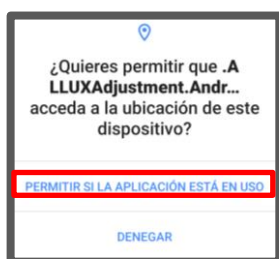 ¿Quieres permitir que .A
LLUXAdjustment.Andr...
acceda a la ubicación de este
dispositivo?
PERMITIR SI LA APLICACIÓN ESTÁ EN USO
DENEGAR